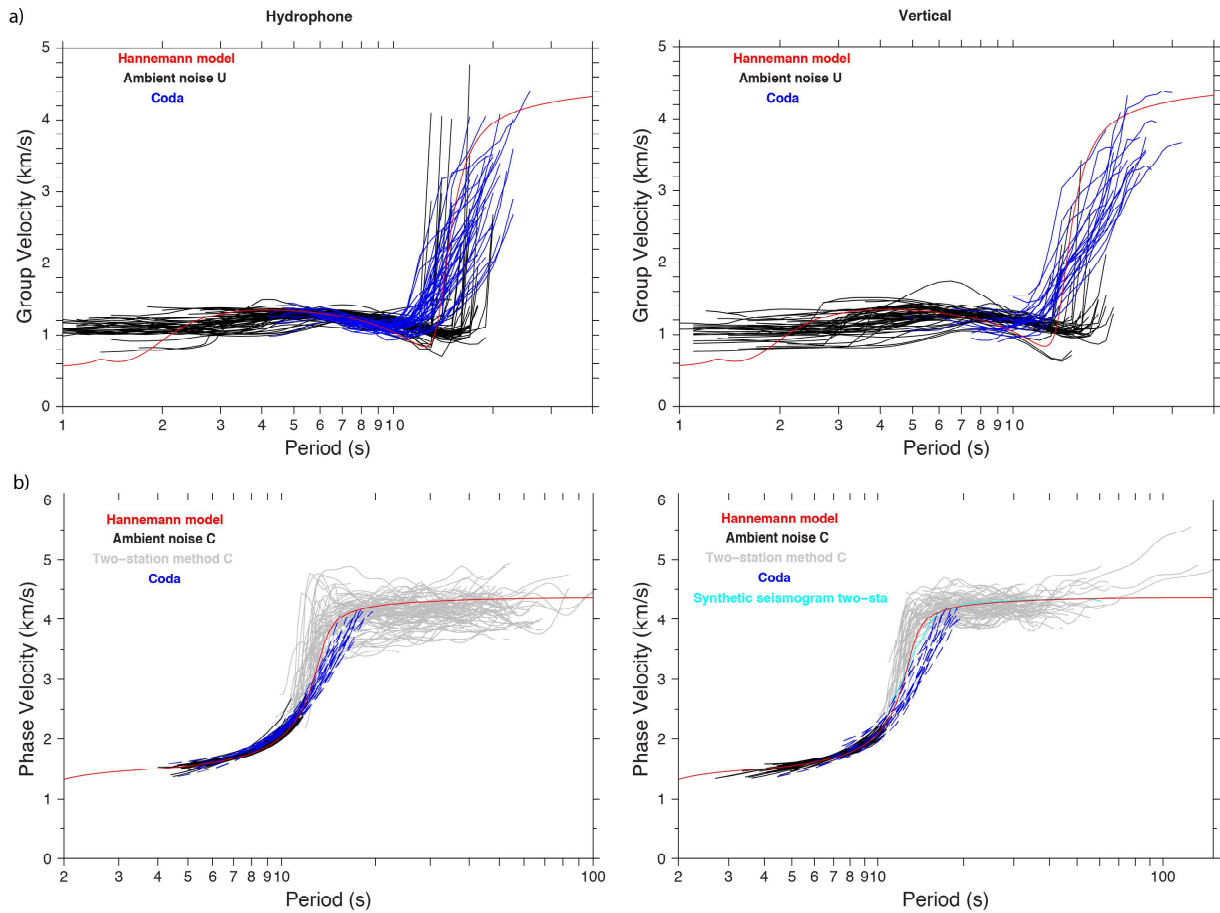 a)
Hydrophone
Vertical
Hannemann model
Ambient noise U
Coda
Group Velocity (km/s)
5
4
3
2
1
0
1 2 3 4 5 6 7 8 9 10
Period (s)
Hannemann model
Ambient noise U
Coda
Group Velocity (km/s)
5
4
3
2
1
0
1 2 3 4 5 6 7 8 9 10
Period (s)
b)
Hannemann model
Ambient noise C
Two-station method C
Coda
Phase Velocity (km/s)
6
5
4
3
2
1
0
2 3 4 5 6 7 8 9 10 100
Period (s)
Hannemann model
Ambient noise C
Two-station method C
Coda
Synthetic seismogram two-sta
Phase Velocity (km/s)
6
5
4
3
2
1
0
2 3 4 5 6 7 8 9 10 100
Period (s)